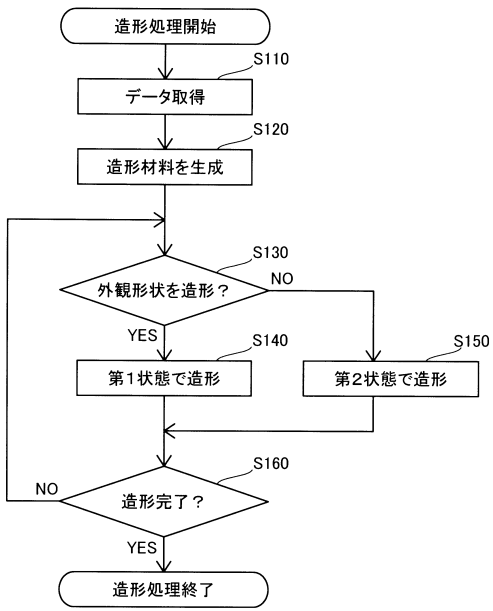 造形処理開始
S110
データ取得
S120
造形材料を生成
S130
外観形状を造形？
NO
YES
S140
第1状態で造形
S150
第2状態で造形
S160
造形完了？
NO
YES
造形処理終了